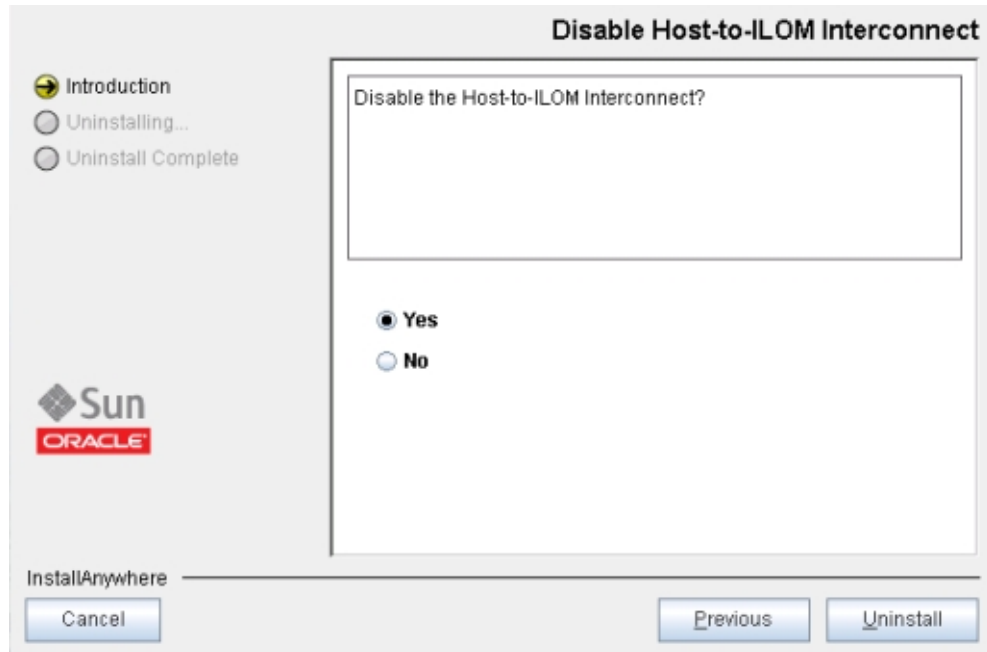 Disable Host-to-ILOM Interconnect
Introduction
Uninstalling...
Uninstall Complete
Disable the Host-to-ILOM Interconnect?
Yes
No
Sun
ORACLE
InstallAnywhere
Cancel
Previous
Uninstall